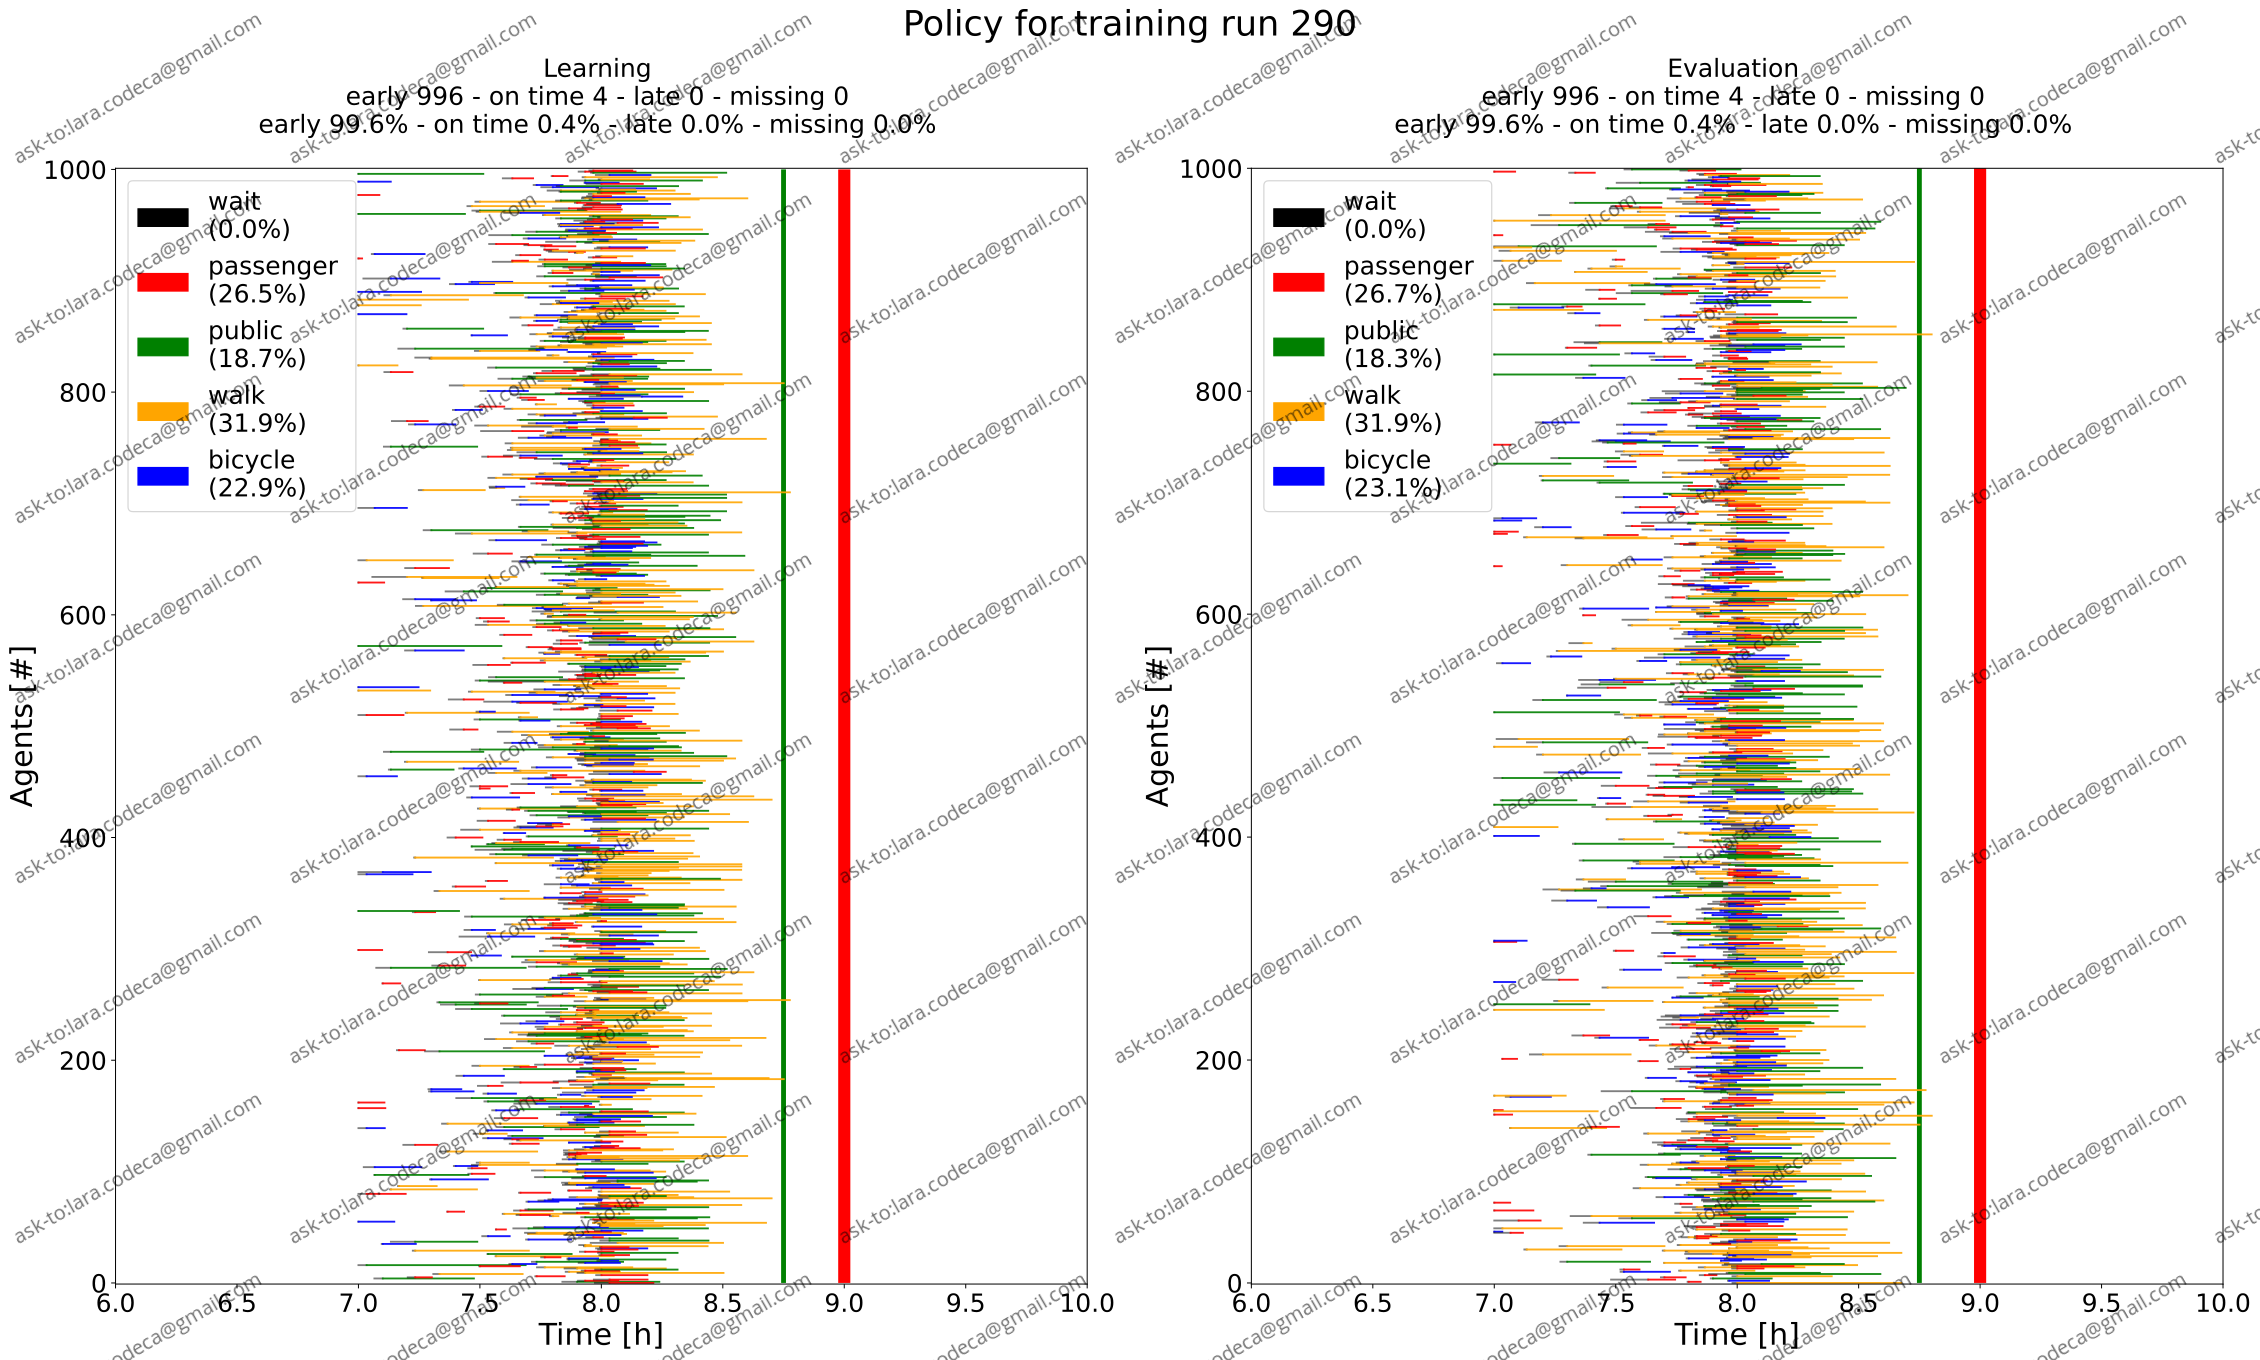 Policy for training run 290
Learning
early 996 - on time 4 - late 0 - missing 0
early 99.6% - on time 0.4% - late 0.0% - missing 0.0%
Agents [#]
1000
800
600
400
200
0
wait
(0.0%)
passenger
(26.5%)
public
(18.7%)
walk
(31.9%)
bicycle
(22.9%)
6.0 6.5 7.0 7.5 8.0 8.5 9.0 9.5 10.0
Time [h]
Evaluation
early 996 - on time 4 - late 0 - missing 0
early 99.6% - on time 0.4% - late 0.0% - missing 0.0%
Agents [#]
1000
800
600
400
200
0
wait
(0.0%)
passenger
(26.7%)
public
(18.3%)
walk
(31.9%)
bicycle
(23.1%)
6.0 6.5 7.0 7.5 8.0 8.5 9.0 9.5 10.0
Time [h]
ask-to:lara.codeca@gmail.com